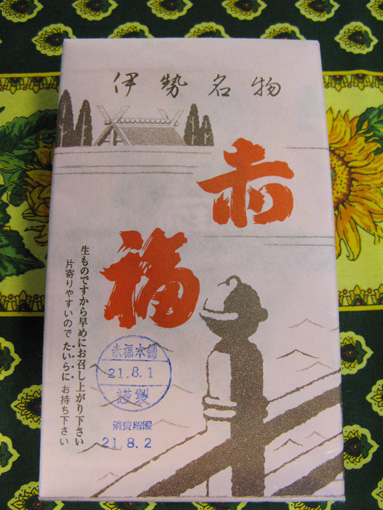 伊勢名物
赤福
生ものですから早めにお召し上がり下さい
片寄りやすいのでたいらにお持ち下さい
赤福本舗
21.8.1
謹製
消費期限
21.8.2